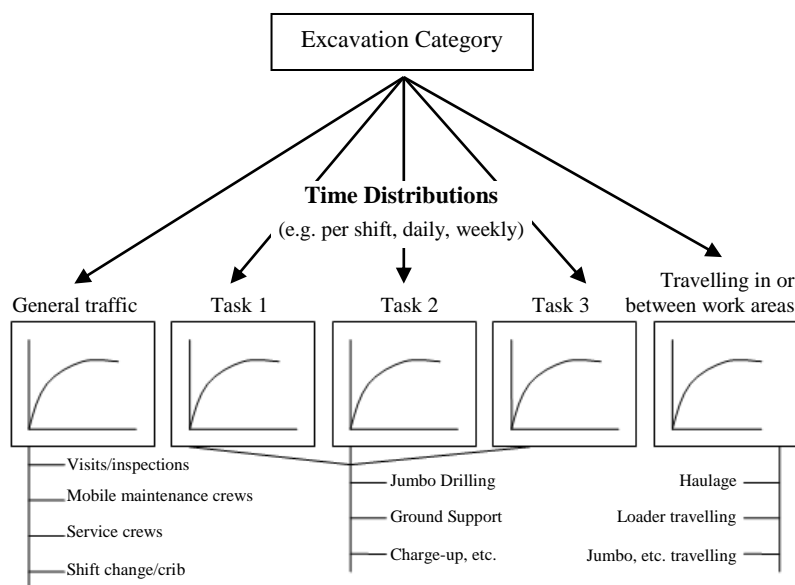 Excavation Category
Time Distributions
(e.g. per shift, daily, weekly)
General traffic
Task 1
Task 2
Task 3
Travelling in or
between work areas
Visits/inspections
Mobile maintenance crews
Service crews
Shift change/crib
Jumbo Drilling
Ground Support
Charge-up, etc.
Haulage
Loader travelling
Jumbo, etc. travelling